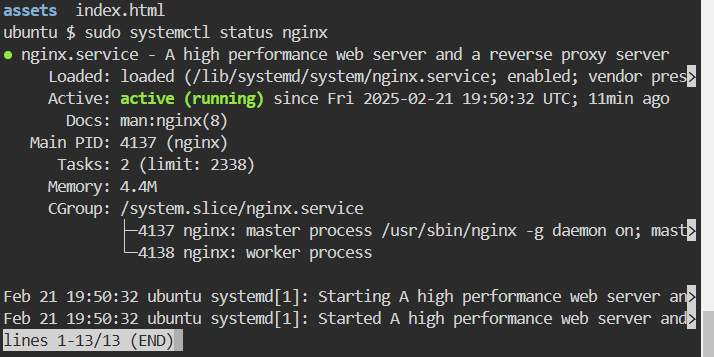 assets  index.html
ubuntu $ sudo systemctl status nginx
● nginx.service - A high performance web server and a reverse proxy server
     Loaded: loaded (/lib/systemd/system/nginx.service; enabled; vendor pres>
     Active: active (running) since Fri 2025-02-21 19:50:32 UTC; 11min ago
       Docs: man:nginx(8)
   Main PID: 4137 (nginx)
      Tasks: 2 (limit: 2338)
     Memory: 4.4M
     CGroup: /system.slice/nginx.service
             ├─4137 nginx: master process /usr/sbin/nginx -g daemon on; mast>
             └─4138 nginx: worker process
Feb 21 19:50:32 ubuntu systemd[1]: Starting A high performance web server an>
Feb 21 19:50:32 ubuntu systemd[1]: Started A high performance web server and>
lines 1-13/13 (END)